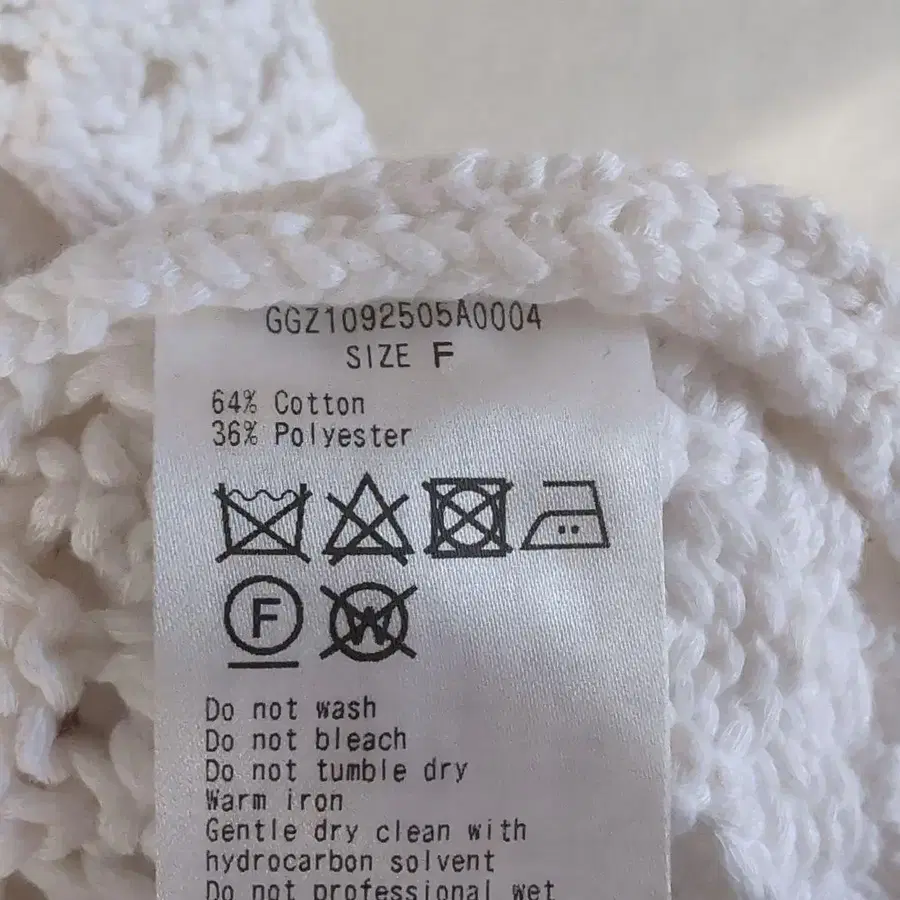 GGZ1092505A0004
SIZE F
64% Cotton
36% Polyester
F
W
Do not wash
Do not bleach
Do not tumble dry
Warm iron
Gentle dry clean with
hydrocarbon solvent
Do not professional wet